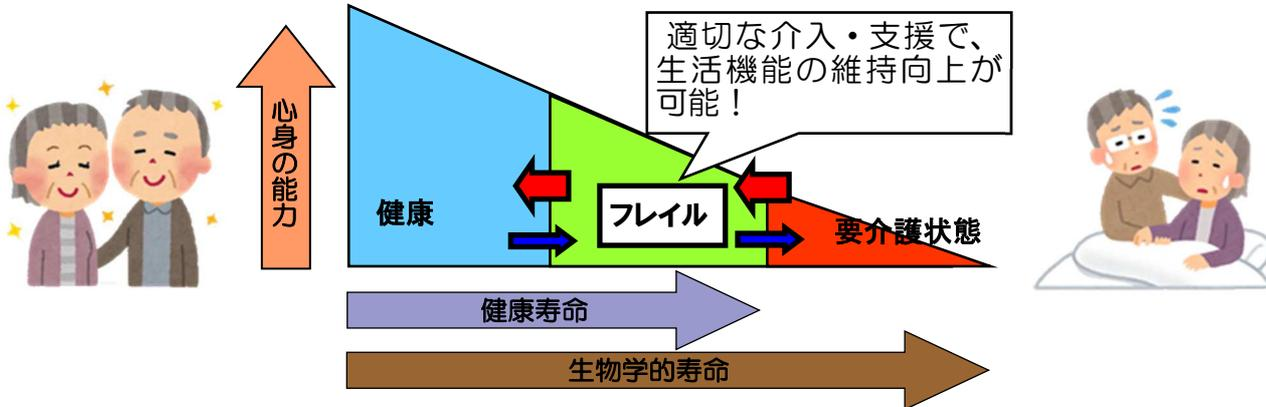 適切な介入・支援で、
生活機能の維持向上が
可能！
心身の能力
健康
フレイル
要介護状態
健康寿命
生物学的寿命